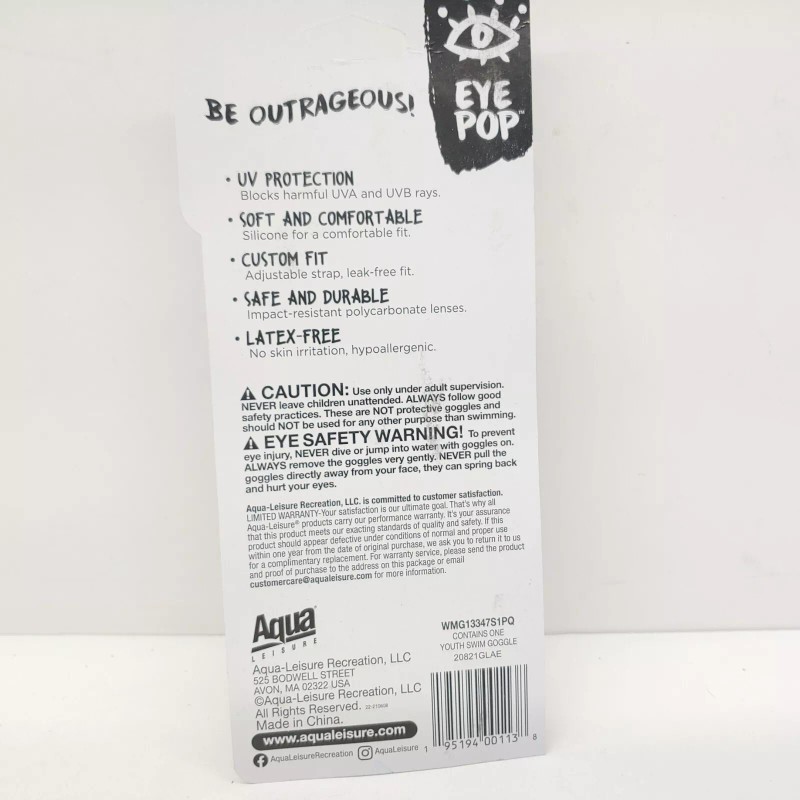 EYE
POP™
BE OUTRAGEOUS!
• UV PROTECTION
Blocks harmful UVA and UVB rays.
• SOFT AND COMFORTABLE
Silicone for a comfortable fit.
• CUSTOM FIT
Adjustable strap, leak-free fit.
• SAFE AND DURABLE
Impact-resistant polycarbonate lenses.
• LATEX-FREE
No skin irritation, hypoallergenic.
⚠ CAUTION: Use only under adult supervision.
NEVER leave children unattended. ALWAYS follow good
safety practices. These are NOT protective goggles and
should NOT be used for any other purpose than swimming.
⚠ EYE SAFETY WARNING! To prevent
eye injury, NEVER dive or jump into water with goggles on.
ALWAYS remove the goggles very gently. NEVER pull the
goggles directly away from your face, they can spring back
and hurt your eyes.
Aqua-Leisure Recreation, LLC. is committed to customer satisfaction.
LIMITED WARRANTY-Your satisfaction is our ultimate goal. That's why all
Aqua-Leisure® products carry our performance warranty. It's your assurance
that this product meets our exacting standards of quality and safety. If this
product should appear defective under conditions of normal and proper use
within one year from the date of original purchase, we ask you to return it to us
for a complimentary replacement. For warranty service, please send the product
and proof of purchase to the address on this package or email
customercare@aqualeisure.com for more information.
Aqua
LEISURE
Aqua-Leisure Recreation, LLC
525 BODWELL STREET
AVON, MA 02322 USA
©Aqua-Leisure Recreation, LLC
All Rights Reserved.
Made in China.
www.aqualeisure.com
AquaLeisureRecreation AquaLeisure
WMG13347S1PQ
CONTAINS ONE
YOUTH SWIM GOGGLE
20821GLAE
1 95194 00113 8